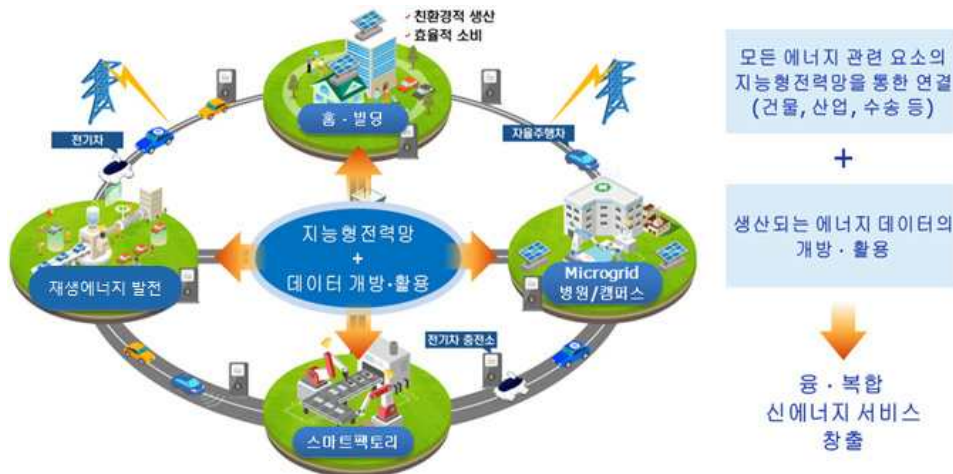 ✓ 친환경적 생산
✓ 효율적 소비
홈 · 빌딩
전기차
자율주행차
지능형전력망
+
데이터 개방·활용
재생에너지 발전
Microgrid
병원/캠퍼스
전기차 충전소
스마트팩토리
모든 에너지 관련 요소의
지능형전력망을 통한 연결
(건물, 산업, 수송 등)
+
생산되는 에너지 데이터의
개방 · 활용
융 · 복합
신에너지 서비스
창출